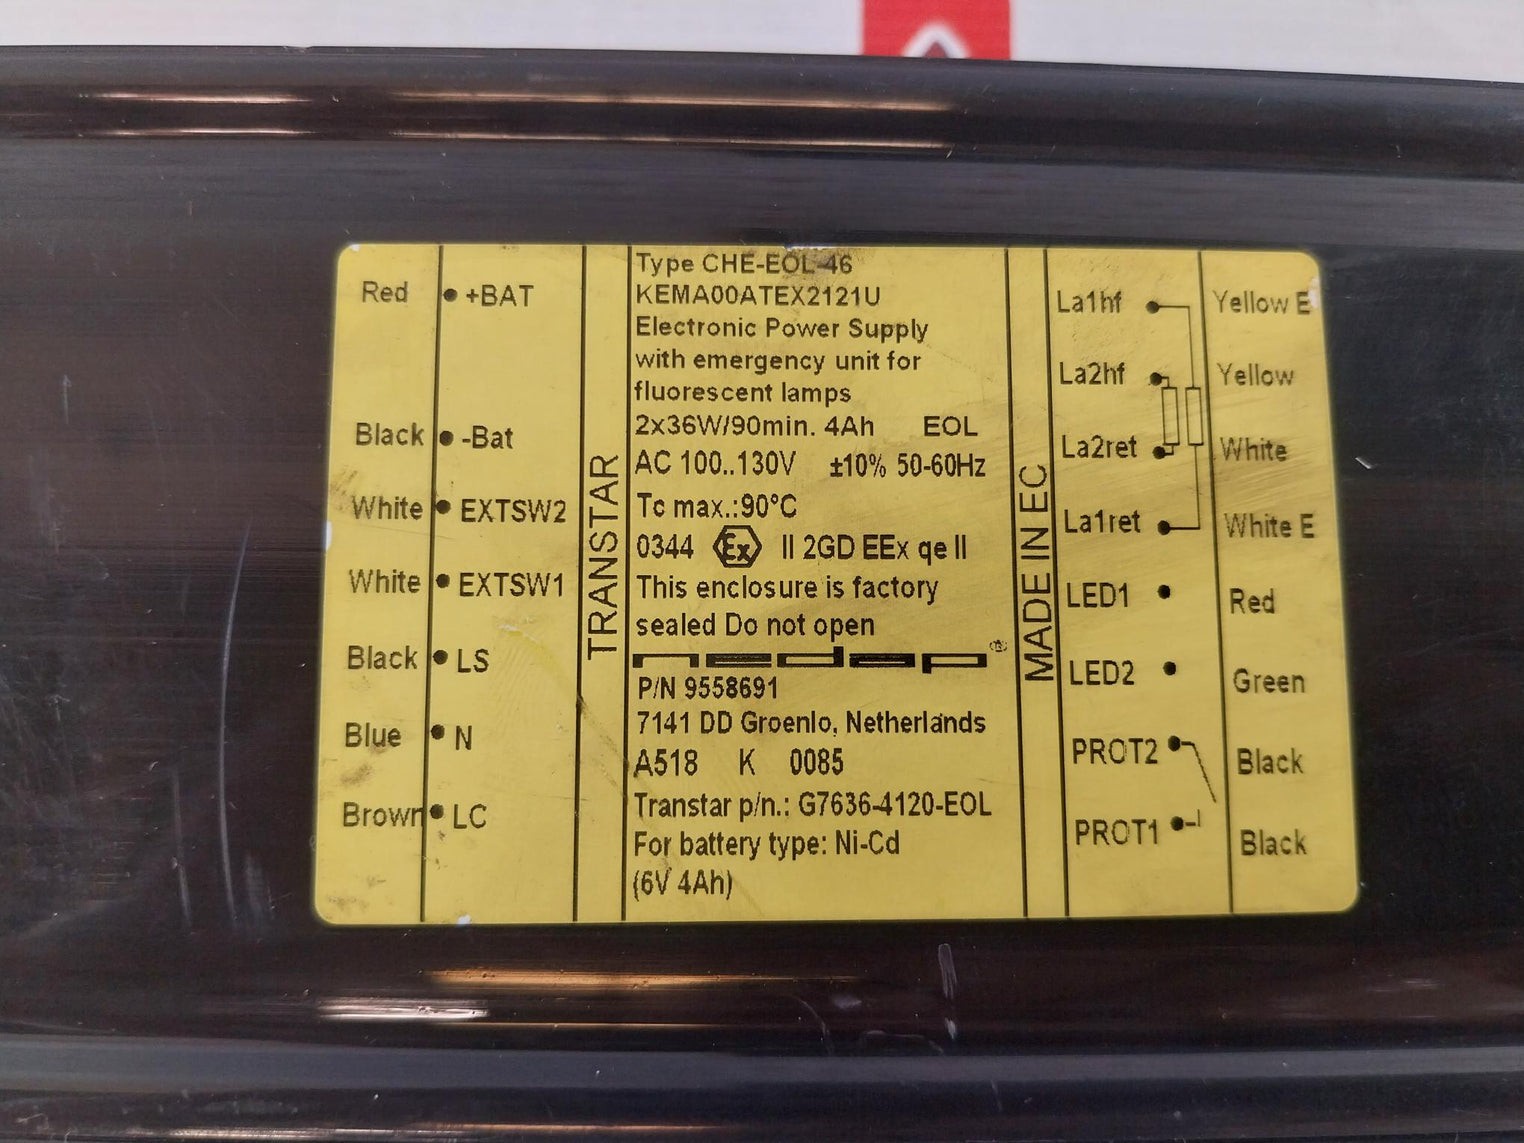 Red +BAT
Black -Bat
White EXTSW2
White EXTSW1
Black LS
Blue N
Brown LC
TRANSTAR
Type CHE-EOL-46
KEMA00ATEX2121U
Electronic Power Supply
with emergency unit for
fluorescent lamps
2x36W/90min. 4Ah EOL
AC 100..130V ±10% 50-60Hz
Tc max.:90°C
0344 Ex II 2GD EEx qe II
This enclosure is factory
sealed Do not open
nedap
P/N 9558691
7141 DD Groenlo, Netherlands
A518 K 0085
Transtar p/n.: G7636-4120-EOL
For battery type: Ni-Cd
(6V 4Ah)
MADE IN EC
La1hf Yellow E
La2hf Yellow
La2ret White
La1ret White E
LED1 Red
LED2 Green
PROT2 Black
PROT1 Black